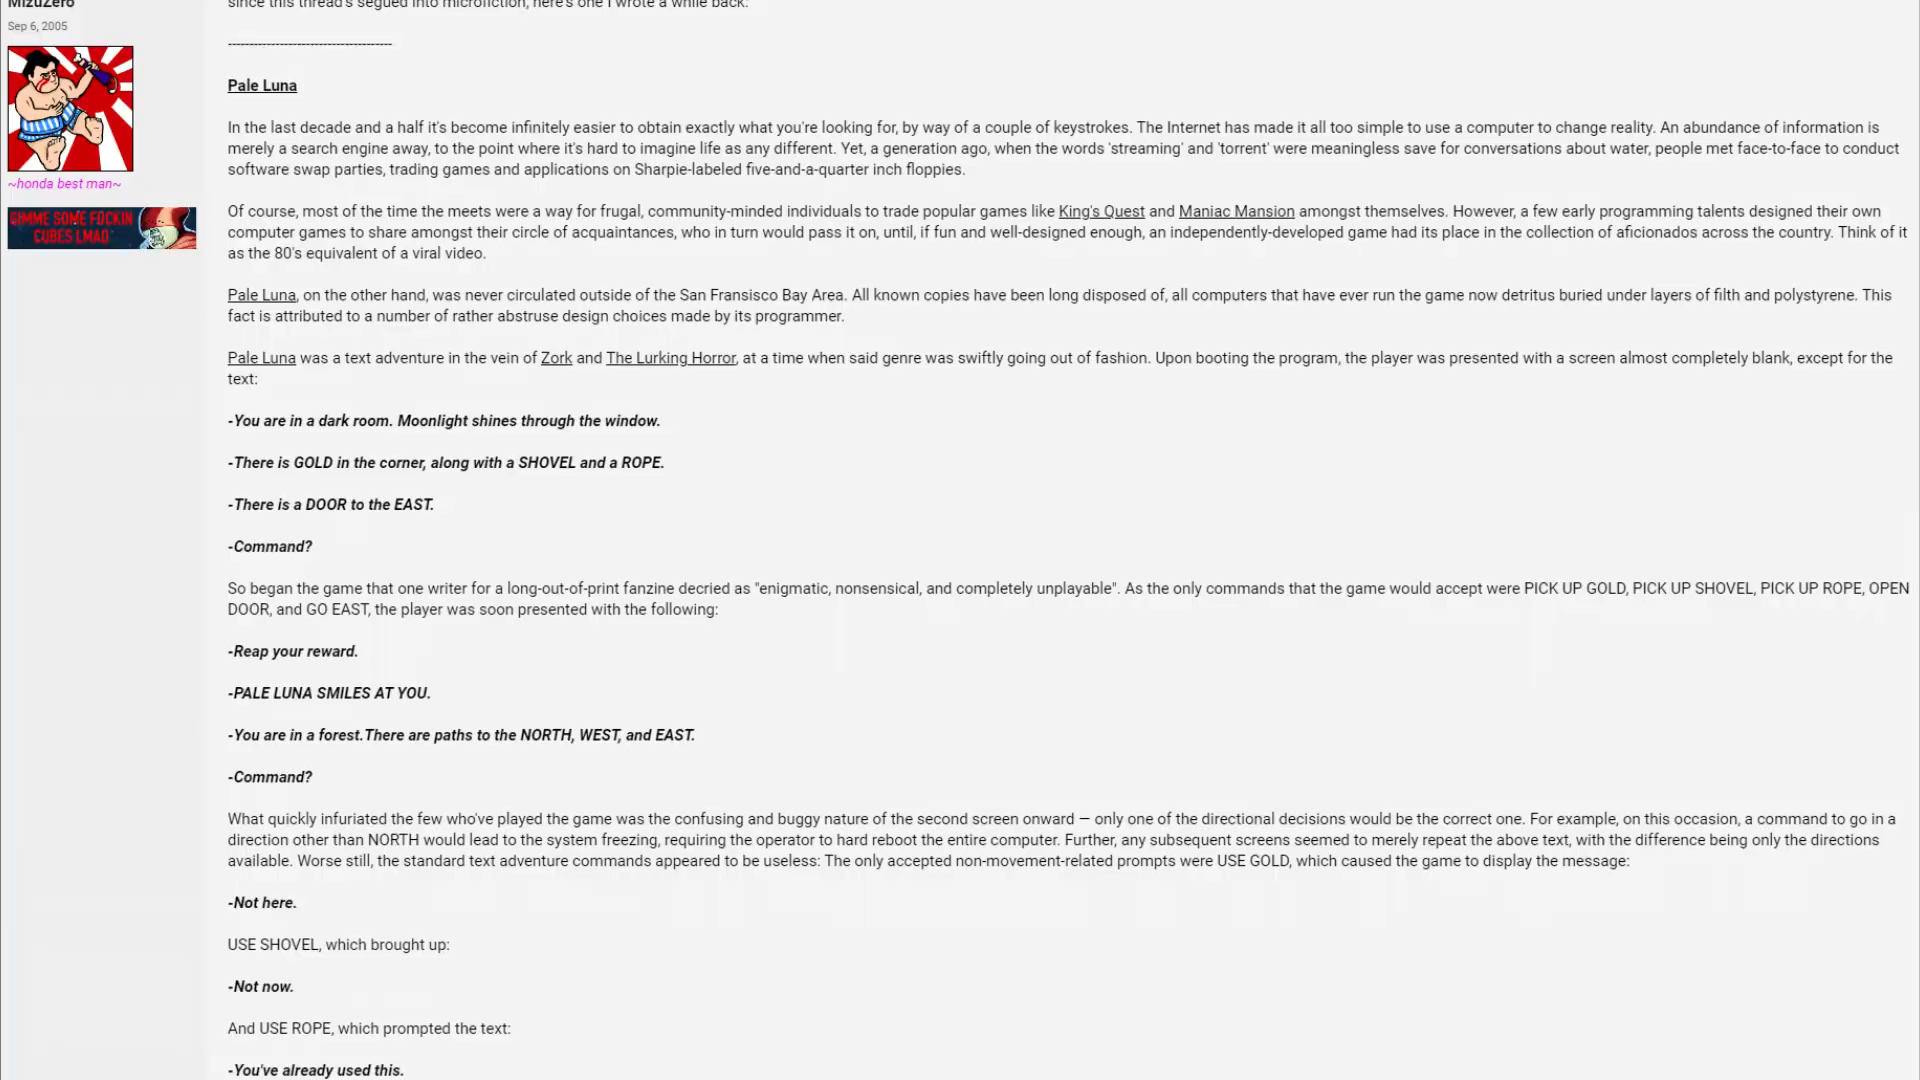 MizuZero
Sep 6, 2005
~honda best man~
GIMME SOME FUCKIN
CUBES LMAO
since this thread's segued into microfiction, here's one I wrote a while back:
--------------------------------------
Pale Luna
In the last decade and a half it's become infinitely easier to obtain exactly what you're looking for, by way of a couple of keystrokes. The Internet has made it all too simple to use a computer to change reality. An abundance of information is
merely a search engine away, to the point where it's hard to imagine life as any different. Yet, a generation ago, when the words 'streaming' and 'torrent' were meaningless save for conversations about water, people met face-to-face to conduct
software swap parties, trading games and applications on Sharpie-labeled five-and-a-quarter inch floppies.
Of course, most of the time the meets were a way for frugal, community-minded individuals to trade popular games like King's Quest and Maniac Mansion amongst themselves. However, a few early programming talents designed their own
computer games to share amongst their circle of acquaintances, who in turn would pass it on, until, if fun and well-designed enough, an independently-developed game had its place in the collection of aficionados across the country. Think of it
as the 80's equivalent of a viral video.
Pale Luna, on the other hand, was never circulated outside of the San Fransisco Bay Area. All known copies have been long disposed of, all computers that have ever run the game now detritus buried under layers of filth and polystyrene. This
fact is attributed to a number of rather abstruse design choices made by its programmer.
Pale Luna was a text adventure in the vein of Zork and The Lurking Horror, at a time when said genre was swiftly going out of fashion. Upon booting the program, the player was presented with a screen almost completely blank, except for the
text:
-You are in a dark room. Moonlight shines through the window.
-There is GOLD in the corner, along with a SHOVEL and a ROPE.
-There is a DOOR to the EAST.
-Command?
So began the game that one writer for a long-out-of-print fanzine decried as "enigmatic, nonsensical, and completely unplayable". As the only commands that the game would accept were PICK UP GOLD, PICK UP SHOVEL, PICK UP ROPE, OPEN
DOOR, and GO EAST, the player was soon presented with the following:
-Reap your reward.
-PALE LUNA SMILES AT YOU.
-You are in a forest.There are paths to the NORTH, WEST, and EAST.
-Command?
What quickly infuriated the few who've played the game was the confusing and buggy nature of the second screen onward — only one of the directional decisions would be the correct one. For example, on this occasion, a command to go in a
direction other than NORTH would lead to the system freezing, requiring the operator to hard reboot the entire computer. Further, any subsequent screens seemed to merely repeat the above text, with the difference being only the directions
available. Worse still, the standard text adventure commands appeared to be useless: The only accepted non-movement-related prompts were USE GOLD, which caused the game to display the message:
-Not here.
USE SHOVEL, which brought up:
-Not now.
And USE ROPE, which prompted the text:
-You've already used this.